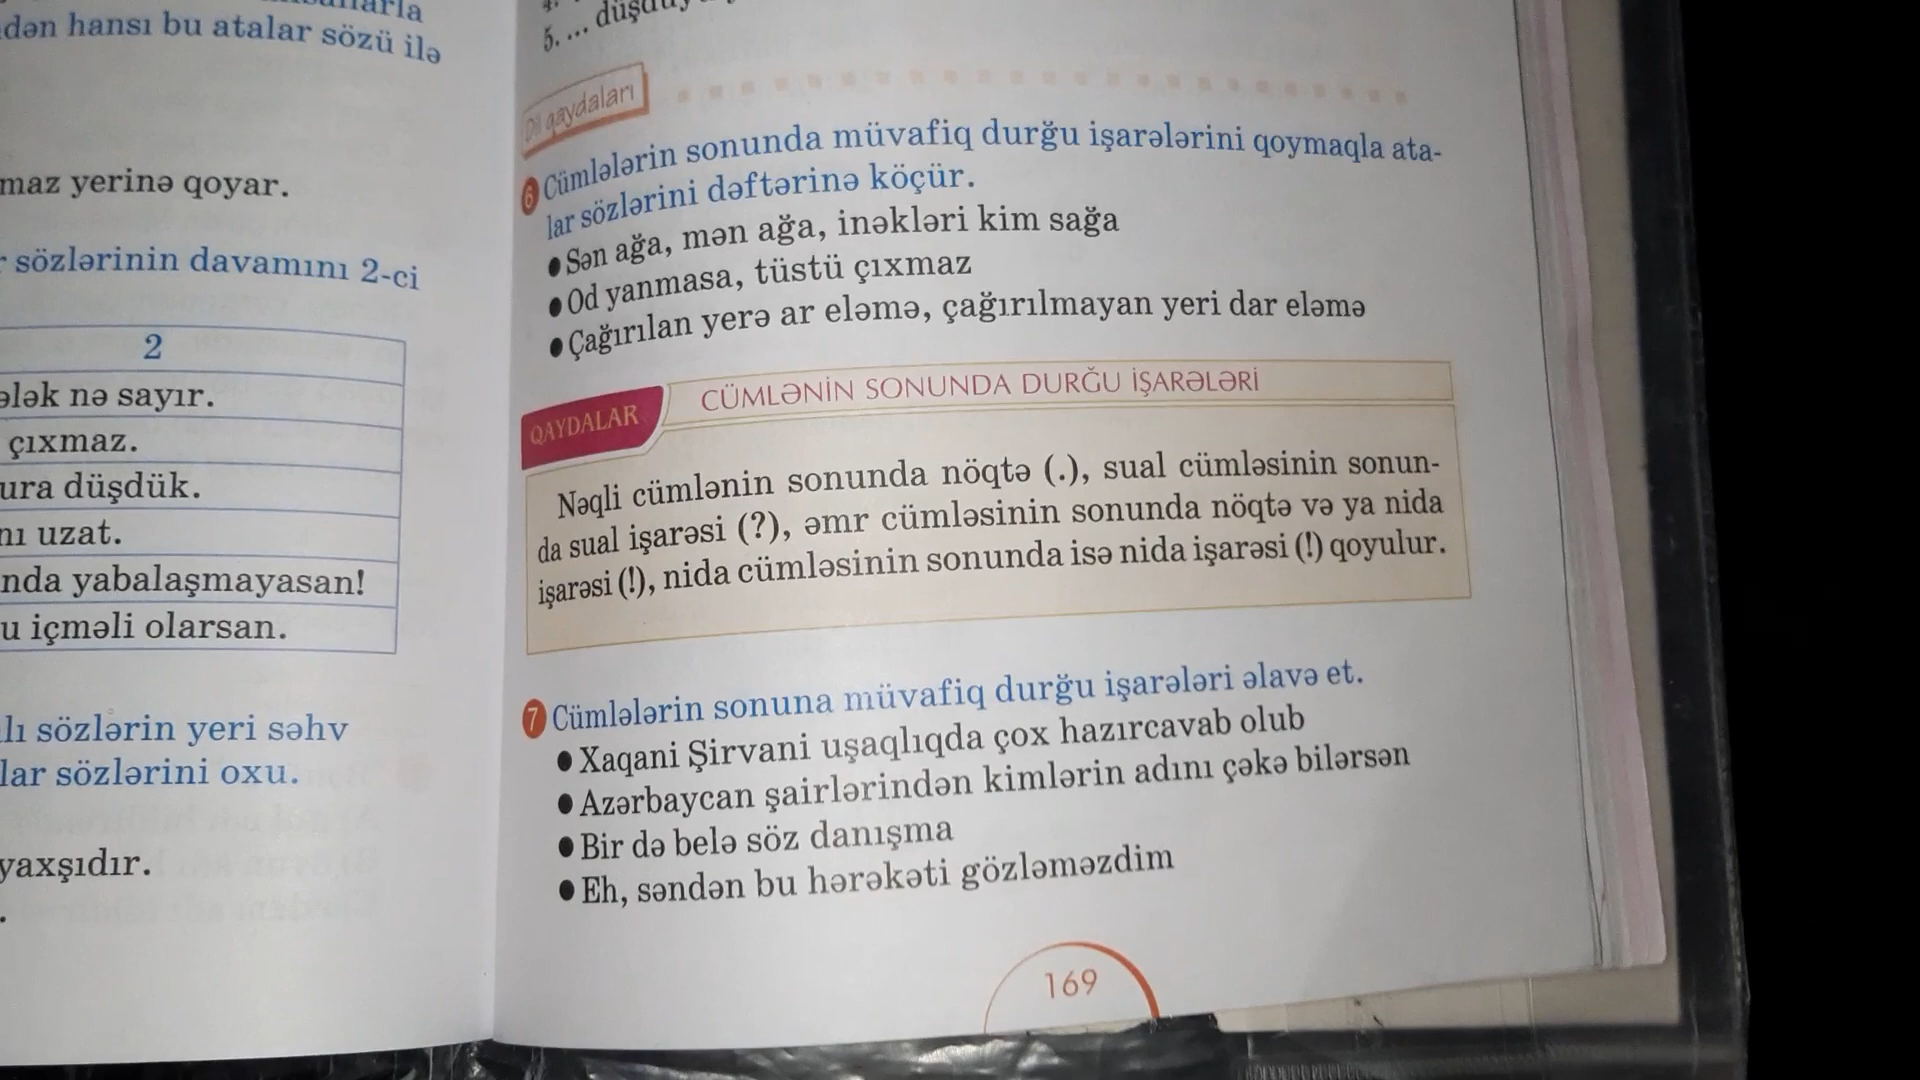 dən hansı bu atalar sözü ilə
maz yerinə qoyar.
sözlərinin davamını 2-ci
2
ələk nə sayır.
çıxmaz.
ura düşdük.
nı uzat.
nda yabalaşmayasan!
u içməli olarsan.
lı sözlərin yeri səhv
lar sözlərini oxu.
yaxşıdır.
5. ...
Dil qaydaları
6 Cümlələrin sonunda müvafiq durğu işarələrini qoymaqla ata-
lar sözlərini dəftərinə köçür.
● Sən ağa, mən ağa, inəkləri kim sağa
● Od yanmasa, tüstü çıxmaz
● Çağırılan yerə ar eləmə, çağırılmayan yeri dar eləmə
QAYDALAR
CÜMLƏNİN SONUNDA DURĞU İŞARƏLƏRİ
Nəqli cümlənin sonunda nöqtə (.), sual cümləsinin sonun-
da sual işarəsi (?), əmr cümləsinin sonunda nöqtə və ya nida
işarəsi (!), nida cümləsinin sonunda isə nida işarəsi (!) qoyulur.
7 Cümlələrin sonuna müvafiq durğu işarələri əlavə et.
● Xaqani Şirvani uşaqlıqda çox hazırcavab olub
● Azərbaycan şairlərindən kimlərin adını çəkə bilərsən
● Bir də belə söz danışma
● Eh, səndən bu hərəkəti gözləməzdim
169